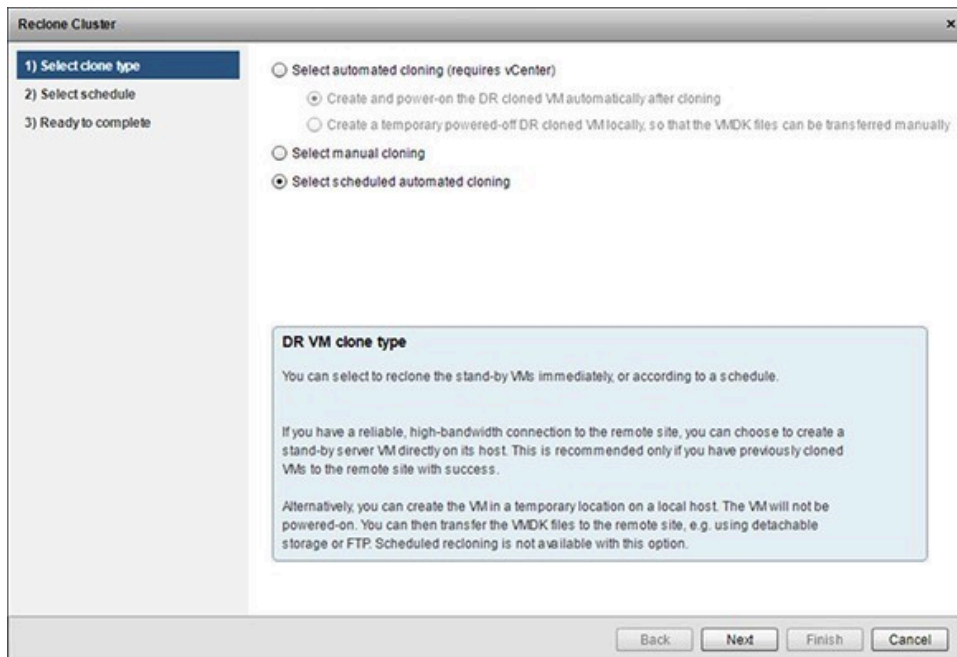 Reclone Cluster
×
1) Select clone type
2) Select schedule
3) Ready to complete
Select automated cloning (requires vCenter)
Create and power-on the DR cloned VM automatically after cloning
Create a temporary powered-off DR cloned VM locally, so that the VMDK files can be transferred manually
Select manual cloning
Select scheduled automated cloning
DR VM clone type
You can select to reclone the stand-by VMs immediately, or according to a schedule.
If you have a reliable, high-bandwidth connection to the remote site, you can choose to create a
stand-by server VM directly on its host. This is recommended only if you have previously cloned
VMs to the remote site with success.
Alternatively, you can create the VM in a temporary location on a local host. The VM will not be
powered-on. You can then transfer the VMDK files to the remote site, e.g. using detachable
storage or FTP. Scheduled recloning is not available with this option.
Back Next Finish Cancel